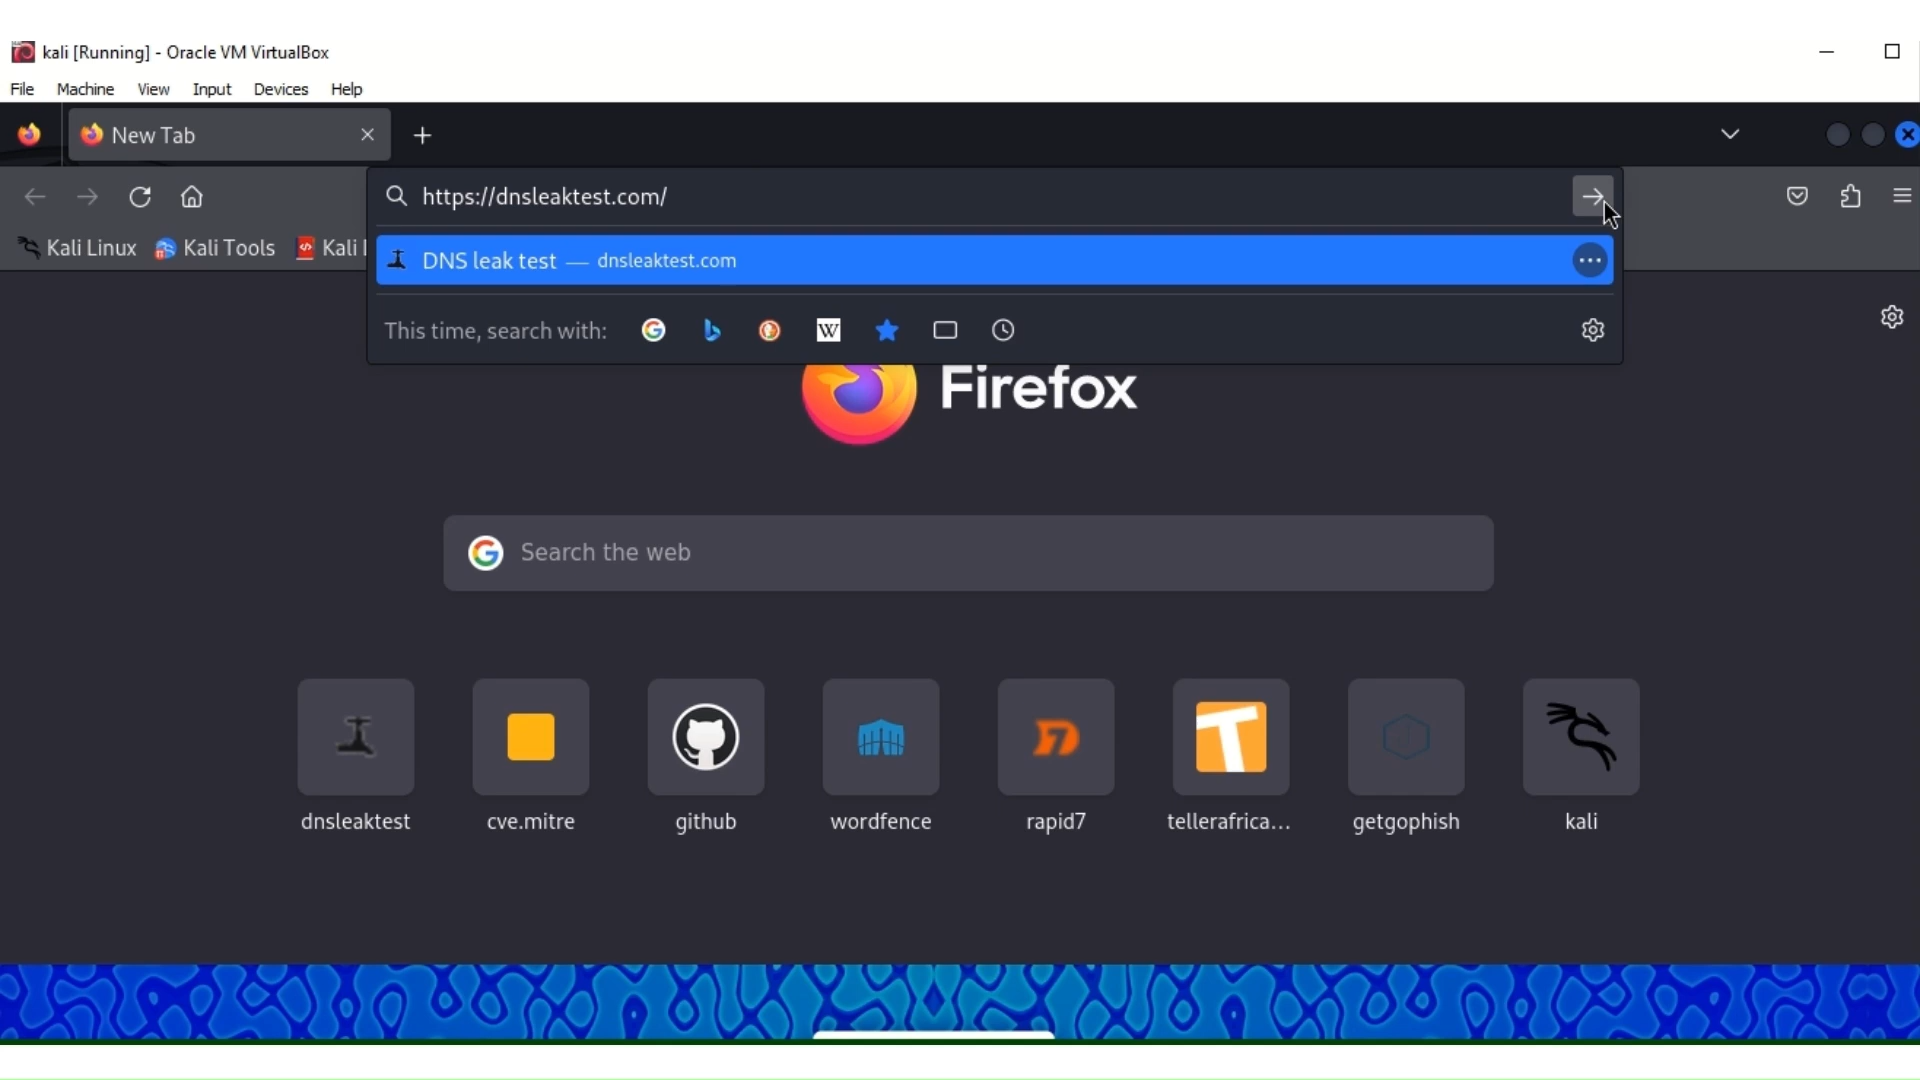 kali [Running] - Oracle VM VirtualBox
File Machine View Input Devices Help
New Tab
https://dnsleaktest.com/
Kali Linux Kali Tools Kali
DNS leak test — dnsleaktest.com
This time, search with:
W
Firefox
Search the web
dnsleaktest cve.mitre github wordfence rapid7 tellerafrica... getgophish kali